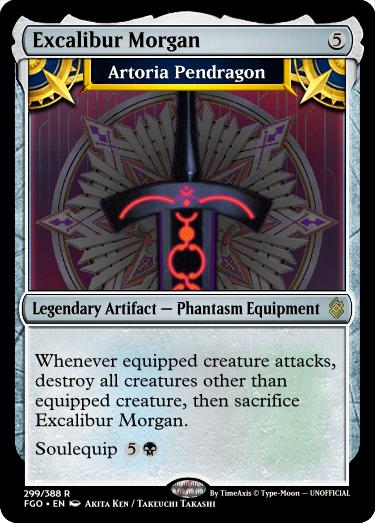 Excalibur Morgan 5
Artoria Pendragon
Legendary Artifact — Phantasm Equipment
Whenever equipped creature attacks,
destroy all creatures other than
equipped creature, then sacrifice
Excalibur Morgan.
Soulequip 5
299/388 R
FGO • EN Akita Ken / Takeuchi Takashi
By TimeAxis © Type-Moon — UNOFFICIAL